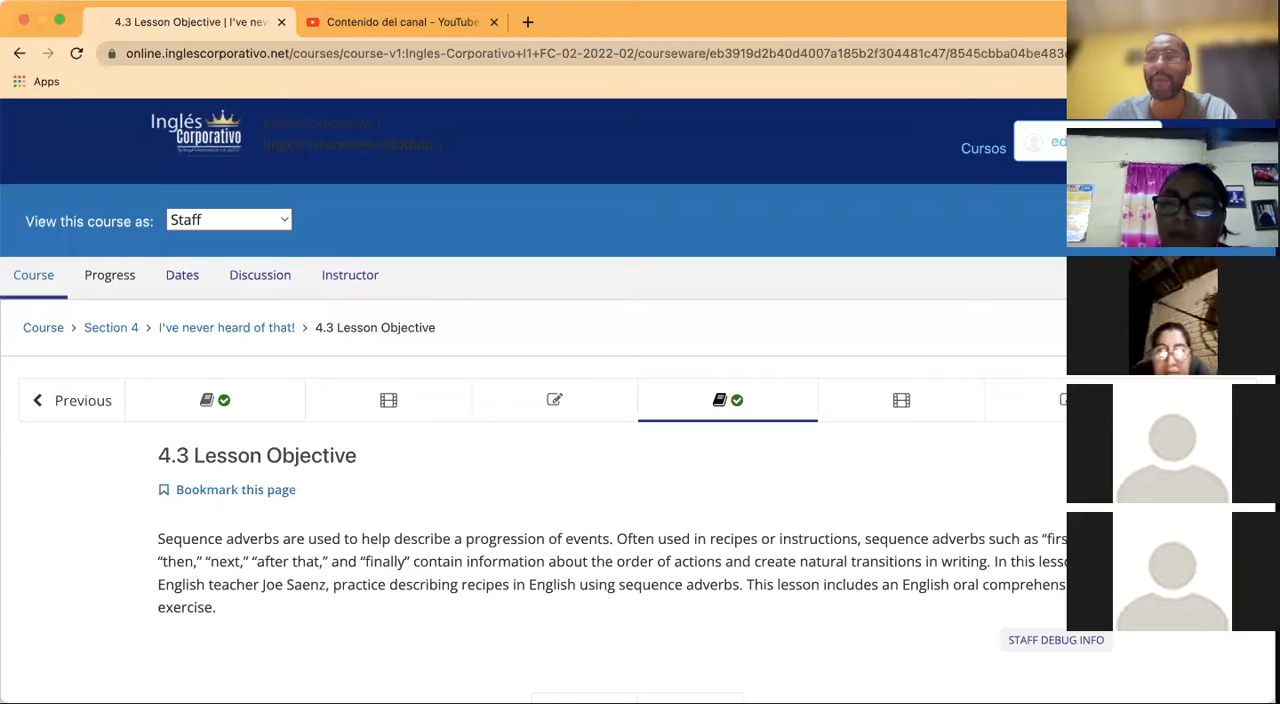 4.3 Lesson Objective | I've nev
Contenido del canal - YouTube
online.inglescorporativo.net/courses/course-v1:Ingles-Corporativo+I1+FC-02-2022-02/courseware/eb3919d2b40d4007a185b2f304481c47/8545cbba04be483
Apps
Inglés
Corporativo
Cursos
ed
View this course as:
Staff
Course Progress Dates Discussion Instructor
Course > Section 4 > I've never heard of that! > 4.3 Lesson Objective
Previous
4.3 Lesson Objective
Bookmark this page
Sequence adverbs are used to help describe a progression of events. Often used in recipes or instructions, sequence adverbs such as “firs
“then,” “next,” “after that,” and “finally” contain information about the order of actions and create natural transitions in writing. In this less
English teacher Joe Saenz, practice describing recipes in English using sequence adverbs. This lesson includes an English oral comprehens
exercise.
STAFF DEBUG INFO